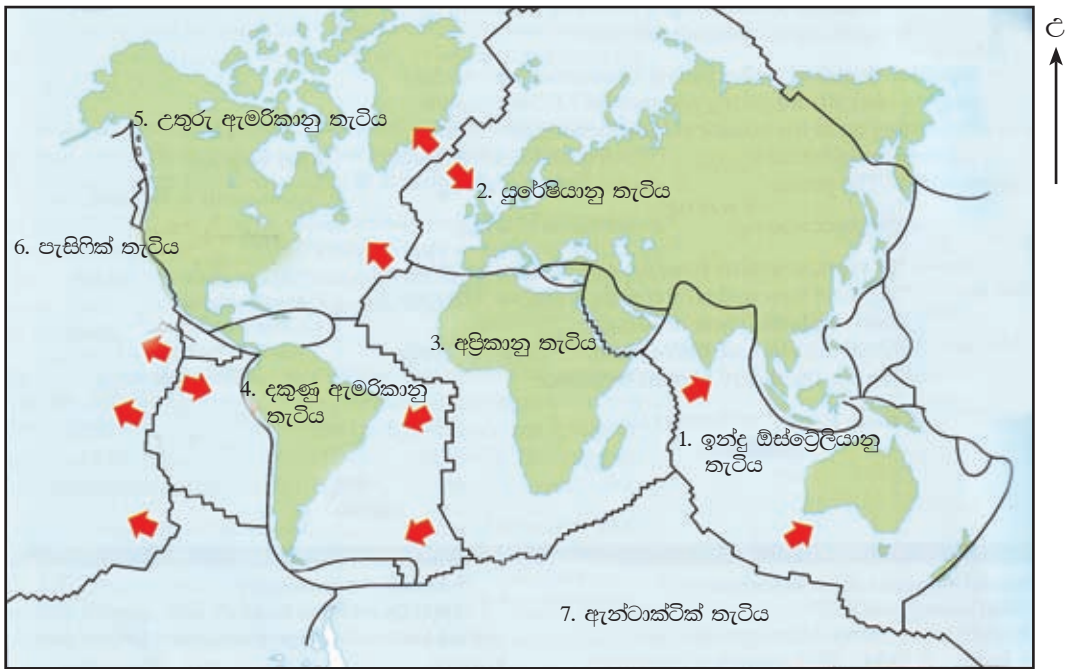 උ
5. උතුරු ඇමරිකානු තැටිය
2. යුරේෂියානු තැටිය
6. පැසිෆික් තැටිය
3. අප්‍රිකානු තැටිය
4. දකුණු ඇමරිකානු
තැටිය
1. ඉන්දු ඕස්ට්‍රේලියානු
තැටිය
7. ඇන්ටාක්ටික් තැටිය